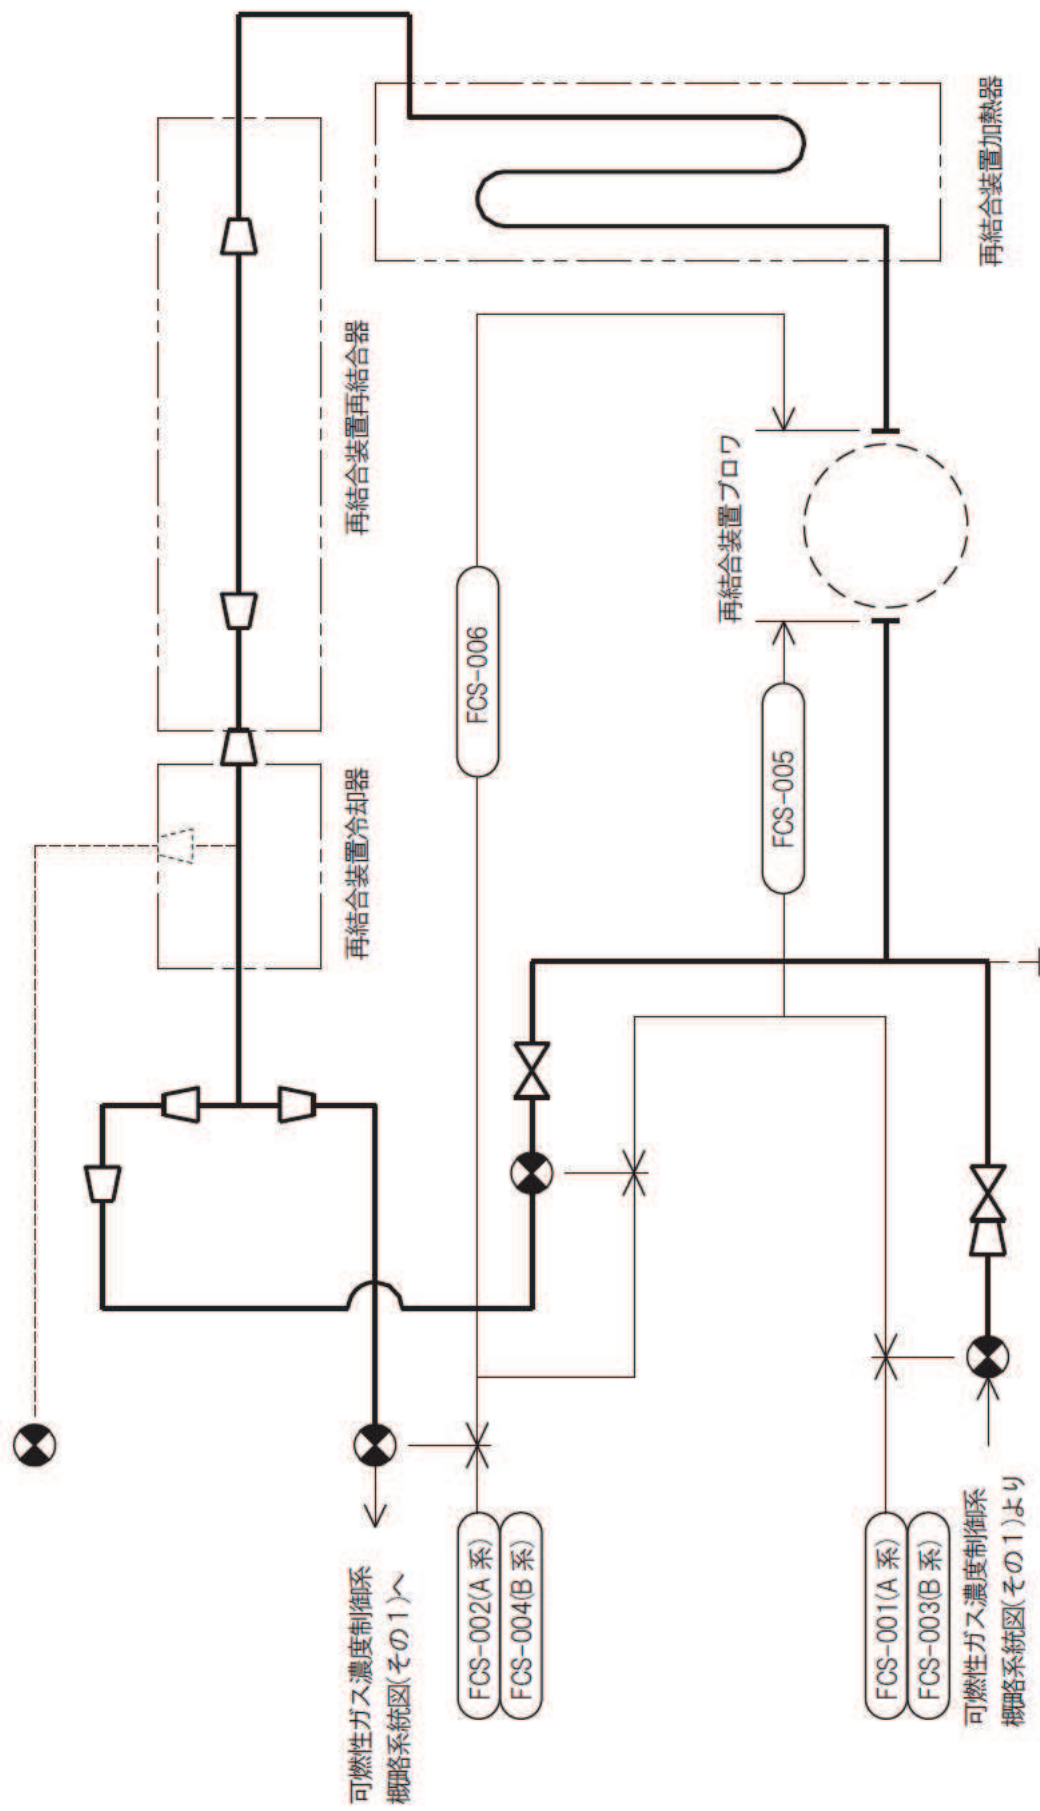 再結合装置加熱器
再結合装置再結合器
再結合装置ブロワ
FCS-006
FCS-005
再結合装置冷却器
可燃性ガス濃度制御系
概略系統図(その1)へ
FCS-002(A 系)
FCS-004(B 系)
FCS-001(A 系)
FCS-003(B 系)
可燃性ガス濃度制御系
概略系統図(その1)より